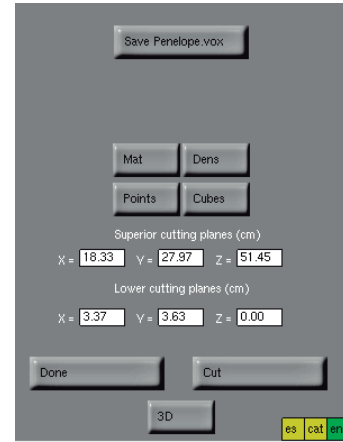 Save Penelope.vox
Mat Dens
Points Cubes
Superior cutting planes (cm)
X = 18.33 Y = 27.97 Z = 51.45
Lower cutting planes (cm)
X = 3.37 Y = 3.63 Z = 0.00
Done Cut
3D
es cat en